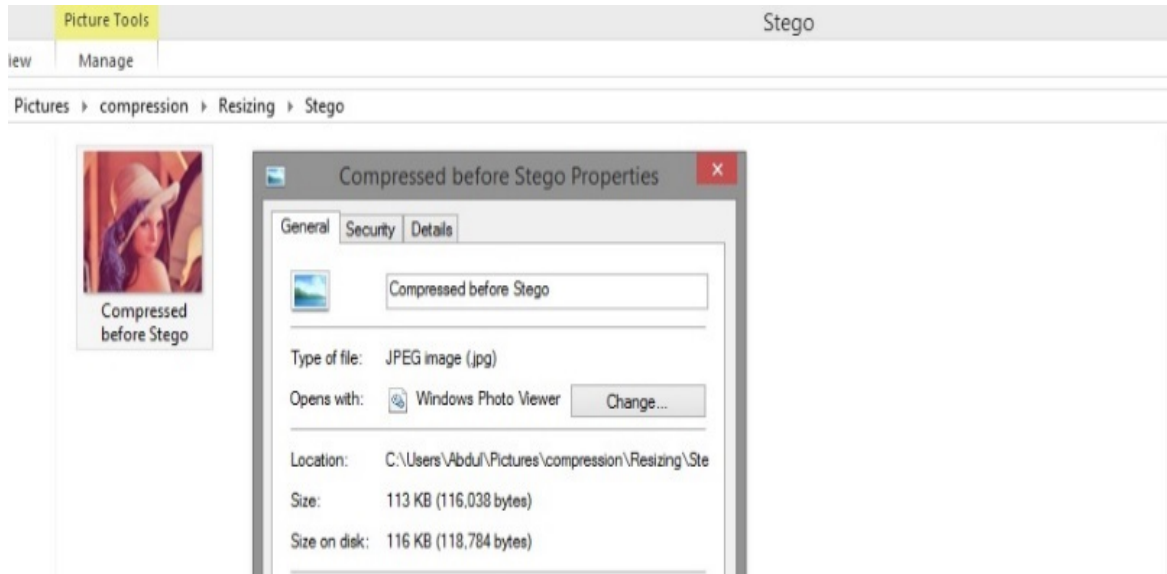 Picture Tools
Stego
iew Manage
Pictures ▸ compression ▸ Resizing ▸ Stego
Compressed
before Stego
Compressed before Stego Properties
General Security Details
Compressed before Stego
Type of file: JPEG image (.jpg)
Opens with: Windows Photo Viewer Change...
Location: C:\Users\Abdul\Pictures\compression\Resizing\Ste
Size: 113 KB (116,038 bytes)
Size on disk: 116 KB (118,784 bytes)